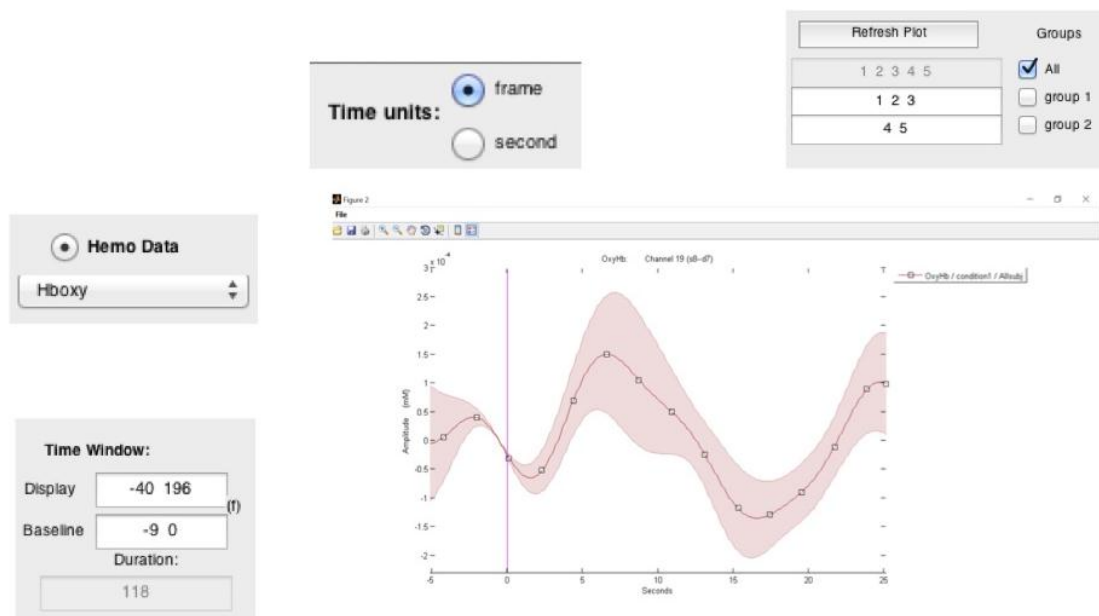 Refresh Plot
Groups
1 2 3 4 5
All
1 2 3
group 1
4 5
group 2
Time units:
frame
second
Hemo Data
Hboxy
Time Window:
Display
-40 196
(f)
Baseline
-9 0
Duration:
118
Figure 2
File
OxyHb: Channel 19 (s8-d7)
OxyHb / condition1 / Allsubj
x 10^-4
3
2.5
2
1.5
1
0.5
0
-0.5
-1
-1.5
-2
Amplitude (mM)
-5 0 5 10 15 20 25
Seconds